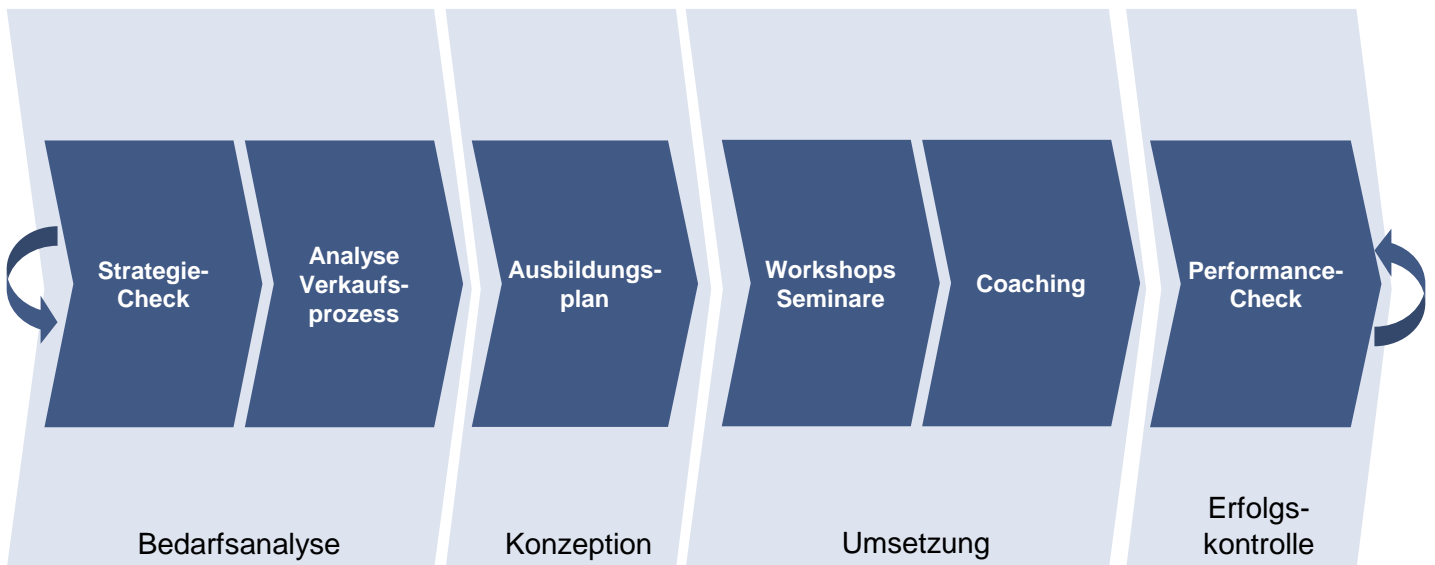 Strategie-
Check
Analyse
Verkaufs-
prozess
Ausbildungs-
plan
Workshops
Seminare
Coaching
Performance-
Check
Bedarfsanalyse
Konzeption
Umsetzung
Erfolgs-
kontrolle